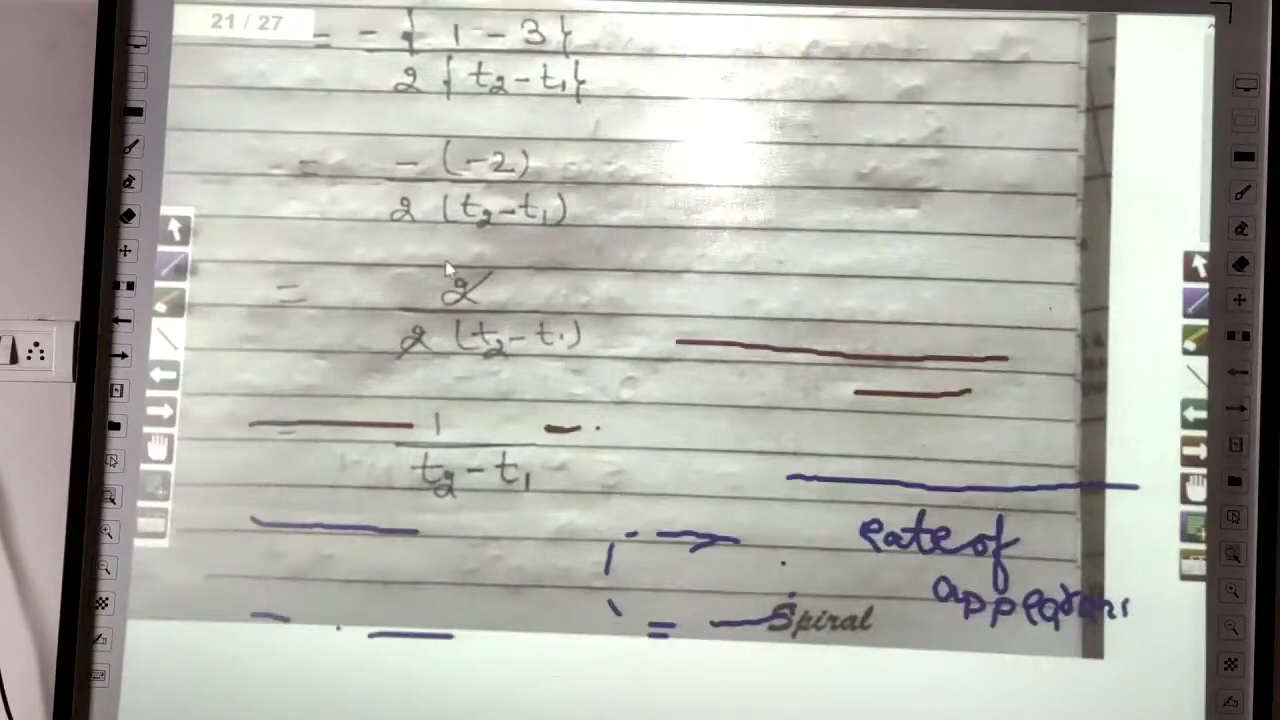 21 / 27
= - { 1 - 3}
2 { t₂ - t₁}
= - (-2)
2 (t₂ - t₁)
= 2
2 (t₂ - t₁)
= 1
t₂ - t₁
rate of
Spiral